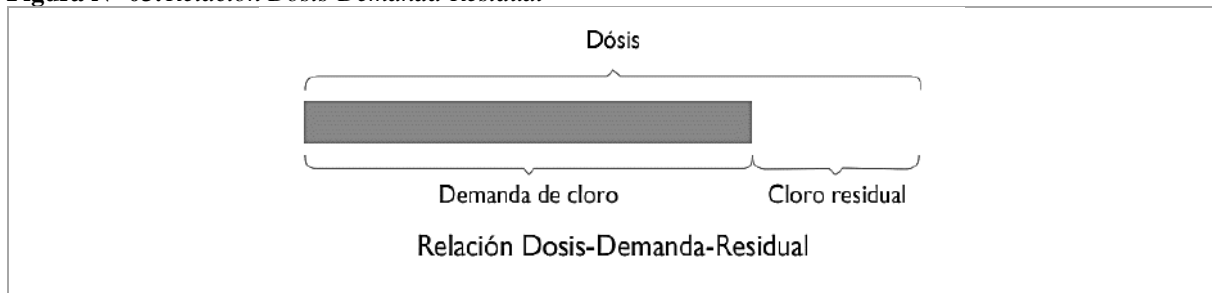 Dósis
Demanda de cloro
Cloro residual
Relación Dosis-Demanda-Residual